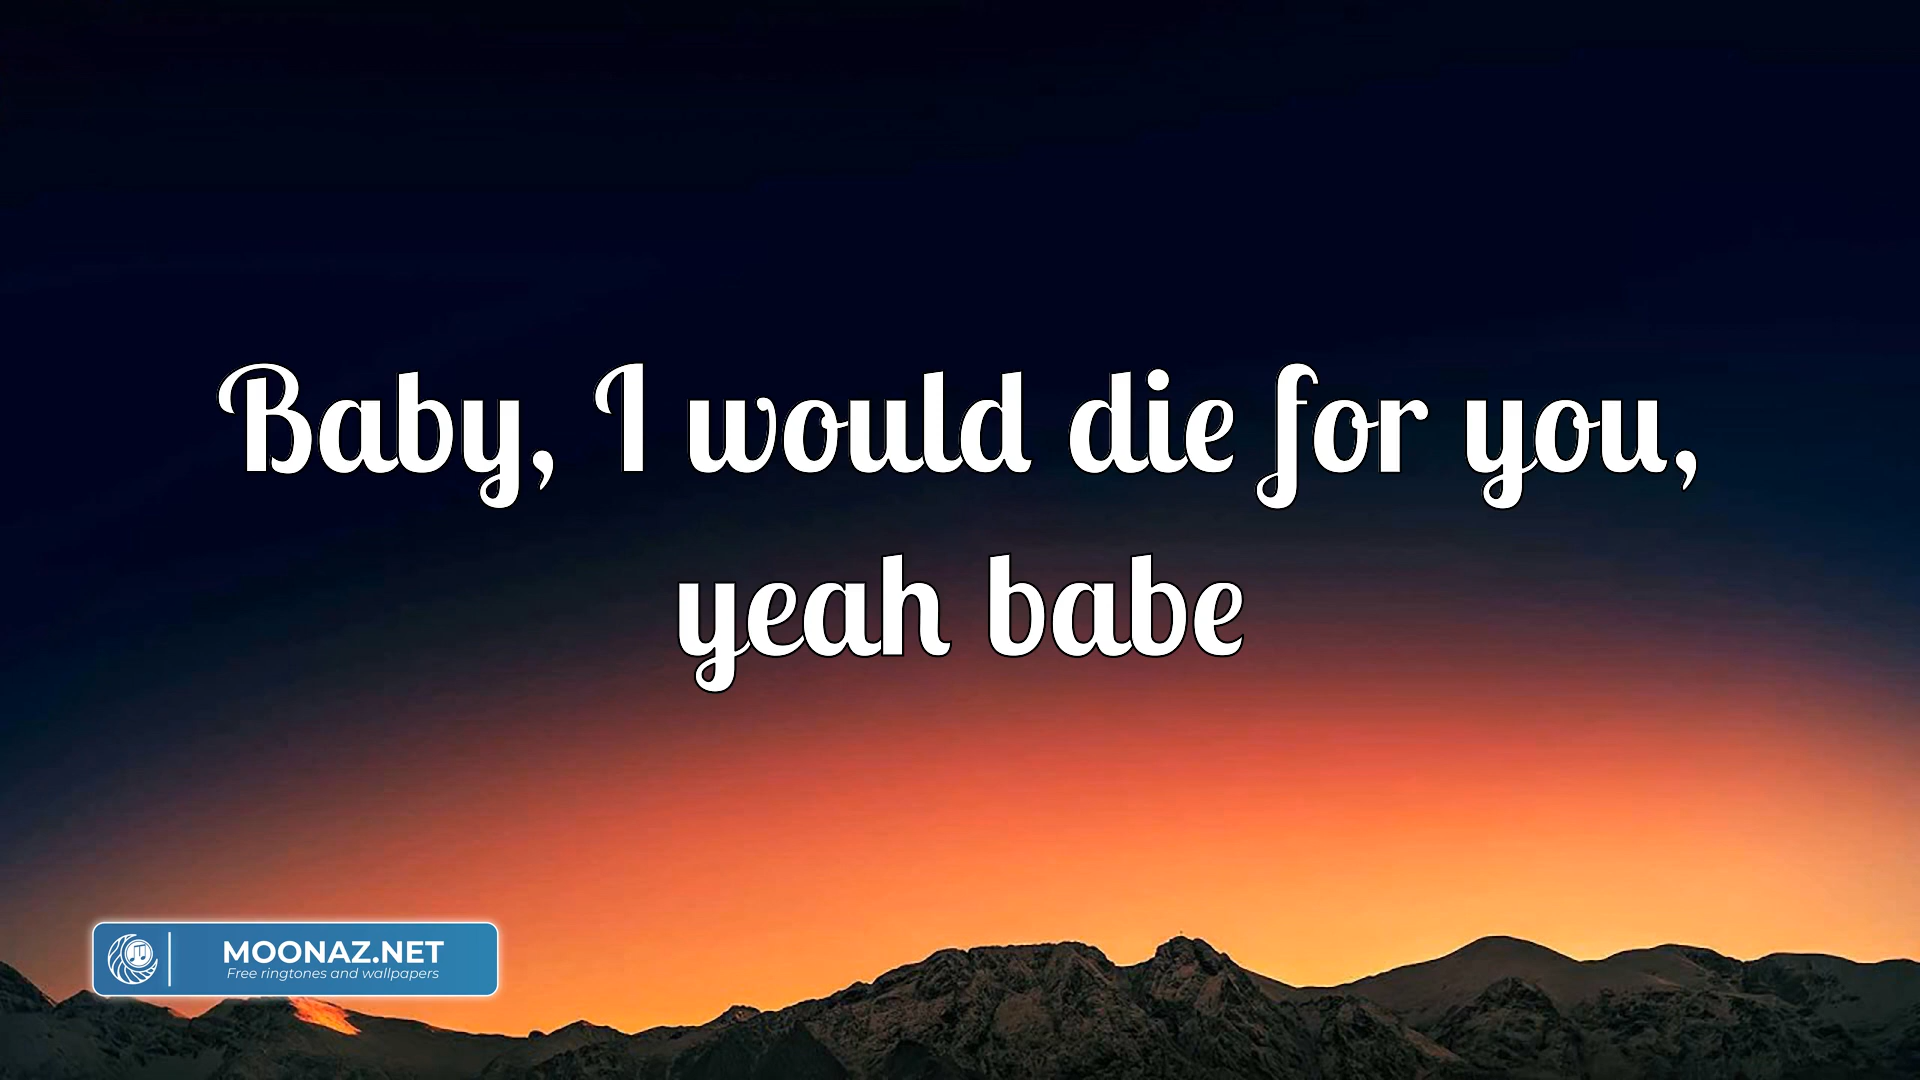 Baby, I would die for you,
yeah babe
MOONAZ.NET
Free ringtones and wallpapers